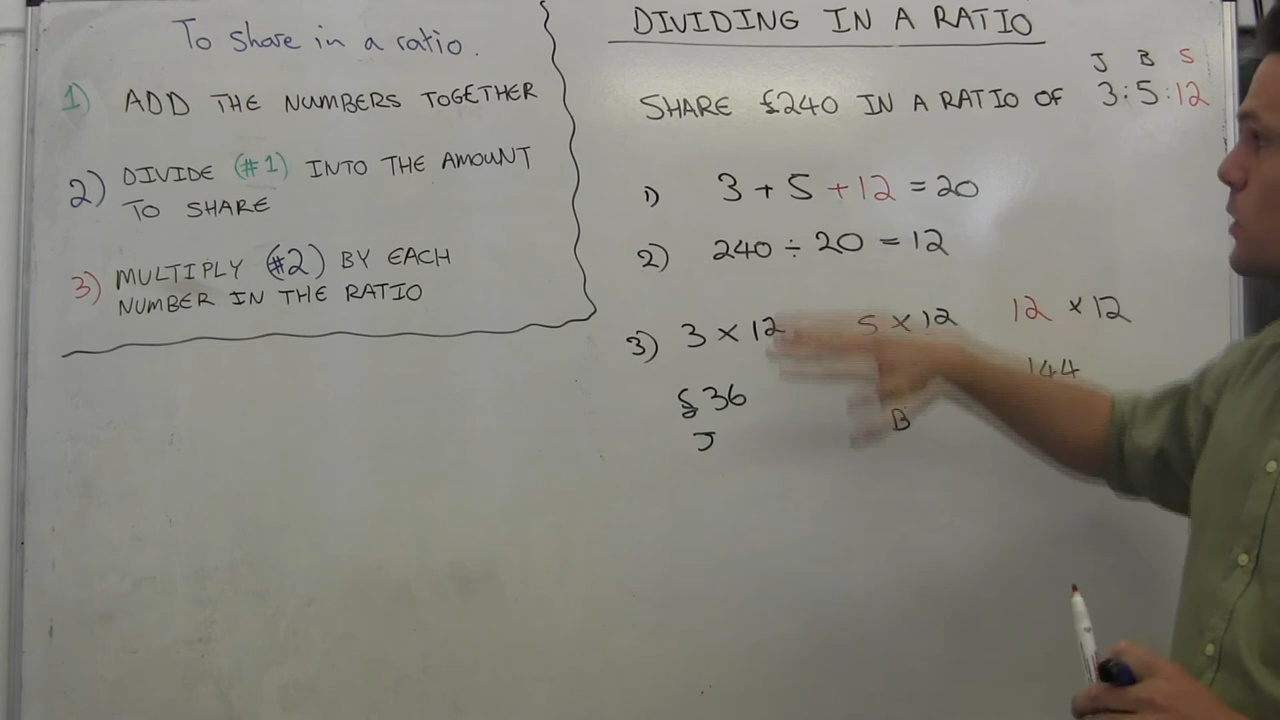 To share in a ratio.
1) ADD THE NUMBERS TOGETHER
2) DIVIDE (#1) INTO THE AMOUNT
TO SHARE
3) MULTIPLY (#2) BY EACH
NUMBER IN THE RATIO
DIVIDING IN A RATIO
J B S
SHARE £240 IN A RATIO OF 3:5:12
1) 3 + 5 + 12 = 20
2) 240 ÷ 20 = 12
3) 3 × 12 5 × 12 12 × 12
£36 144
J B